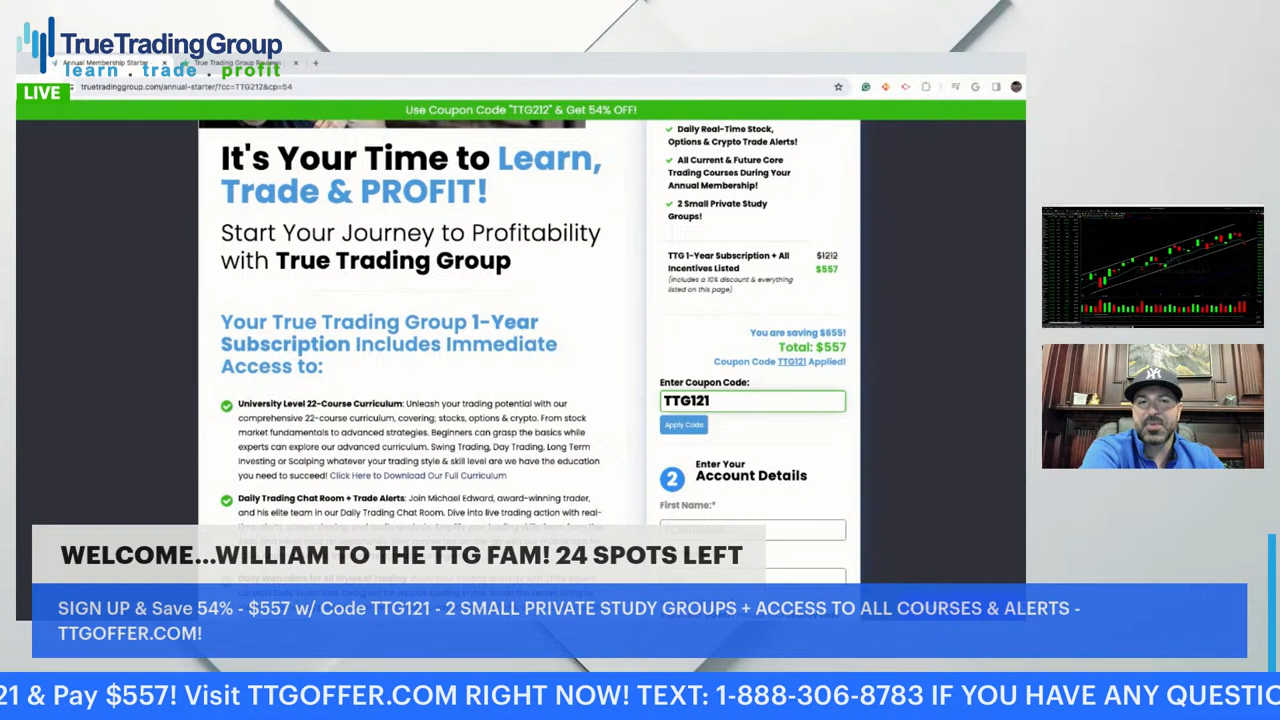 TrueTradingGroup
learn . trade . profit
LIVE
Annual Membership Starter
True Trading Group Reviews
truetradinggroup.com/annual-starter/?cc=TTG212&cp=54
Use Coupon Code "TTG212" & Get 54% OFF!
It's Your Time to Learn,
Trade & PROFIT!
Start Your Journey to Profitability
with True Trading Group
Your True Trading Group 1-Year
Subscription Includes Immediate
Access to:
University Level 22-Course Curriculum: Unleash your trading potential with our
comprehensive 22-course curriculum, covering; stocks, options & crypto. From stock
market fundamentals to advanced strategies. Beginners can grasp the basics while
experts can explore our advanced curriculum. Swing Trading, Day Trading, Long Term
Investing or Scalping whatever your trading style & skill level are we have the education
you need to succeed! Click Here to Download Our Full Curriculum
Daily Trading Chat Room + Trade Alerts: Join Michael Edward, award-winning trader,
and his elite team in our Daily Trading Chat Room. Dive into live trading action with real-
Daily Real-Time Stock,
Options & Crypto Trade Alerts!
All Current & Future Core
Trading Courses During Your
Annual Membership!
2 Small Private Study
Groups!
TTG 1-Year Subscription + All $1212
Incentives Listed $557
(includes a 10% discount & everything
listed on this page)
You are saving $655!
Total: $557
Coupon Code TTG121 Applied!
Enter Coupon Code:
TTG121
Apply Code
2 Enter Your
Account Details
First Name:*
WELCOME...WILLIAM TO THE TTG FAM! 24 SPOTS LEFT
SIGN UP & Save 54% - $557 w/ Code TTG121 - 2 SMALL PRIVATE STUDY GROUPS + ACCESS TO ALL COURSES & ALERTS -
TTGOFFER.COM!
21 & Pay $557! Visit TTGOFFER.COM RIGHT NOW! TEXT: 1-888-306-8783 IF YOU HAVE ANY QUESTIO